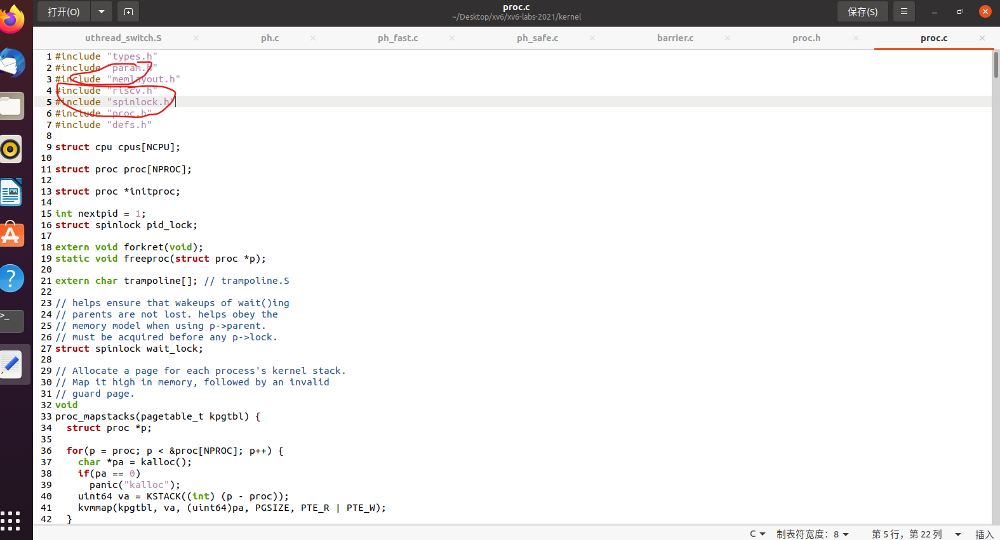 打开(O)
proc.c
~/Desktop/xv6/xv6-labs-2021/kernel
保存(S)
uthread_switch.S ph.c ph_fast.c ph_safe.c barrier.c proc.h proc.c
1 #include "types.h"
2 #include "param.h"
3 #include "memlayout.h"
4 #include "riscv.h"
5 #include "spinlock.h"
6 #include "proc.h"
7 #include "defs.h"
8
9 struct cpu cpus[NCPU];
10
11 struct proc proc[NPROC];
12
13 struct proc *initproc;
14
15 int nextpid = 1;
16 struct spinlock pid_lock;
17
18 extern void forkret(void);
19 static void freeproc(struct proc *p);
20
21 extern char trampoline[]; // trampoline.S
22
23 // helps ensure that wakeups of wait()ing
24 // parents are not lost. helps obey the
25 // memory model when using p->parent.
26 // must be acquired before any p->lock.
27 struct spinlock wait_lock;
28
29 // Allocate a page for each process's kernel stack.
30 // Map it high in memory, followed by an invalid
31 // guard page.
32 void
33 proc_mapstacks(pagetable_t kpgtbl) {
34   struct proc *p;
35
36   for(p = proc; p < &proc[NPROC]; p++) {
37     char *pa = kalloc();
38     if(pa == 0)
39       panic("kalloc");
40     uint64 va = KSTACK((int) (p - proc));
41     kvmmap(kpgtbl, va, (uint64)pa, PGSIZE, PTE_R | PTE_W);
42   }
C 制表符宽度：8 第 5 行，第 22 列 插入